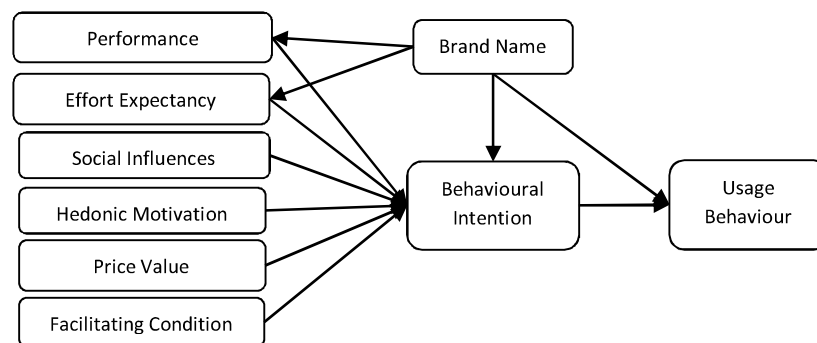 Performance
Brand Name
Effort Expectancy
Social Influences
Hedonic Motivation
Price Value
Facilitating Condition
Behavioural
Intention
Usage
Behaviour